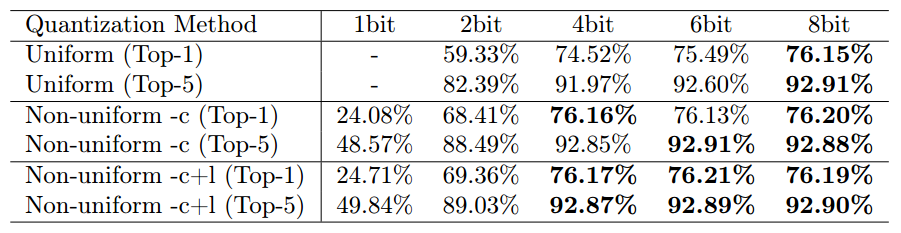 Quantization Method 1bit 2bit 4bit 6bit 8bit
Uniform (Top-1) - 59.33% 74.52% 75.49% 76.15%
Uniform (Top-5) - 82.39% 91.97% 92.60% 92.91%
Non-uniform -c (Top-1) 24.08% 68.41% 76.16% 76.13% 76.20%
Non-uniform -c (Top-5) 48.57% 88.49% 92.85% 92.91% 92.88%
Non-uniform -c+l (Top-1) 24.71% 69.36% 76.17% 76.21% 76.19%
Non-uniform -c+l (Top-5) 49.84% 89.03% 92.87% 92.89% 92.90%